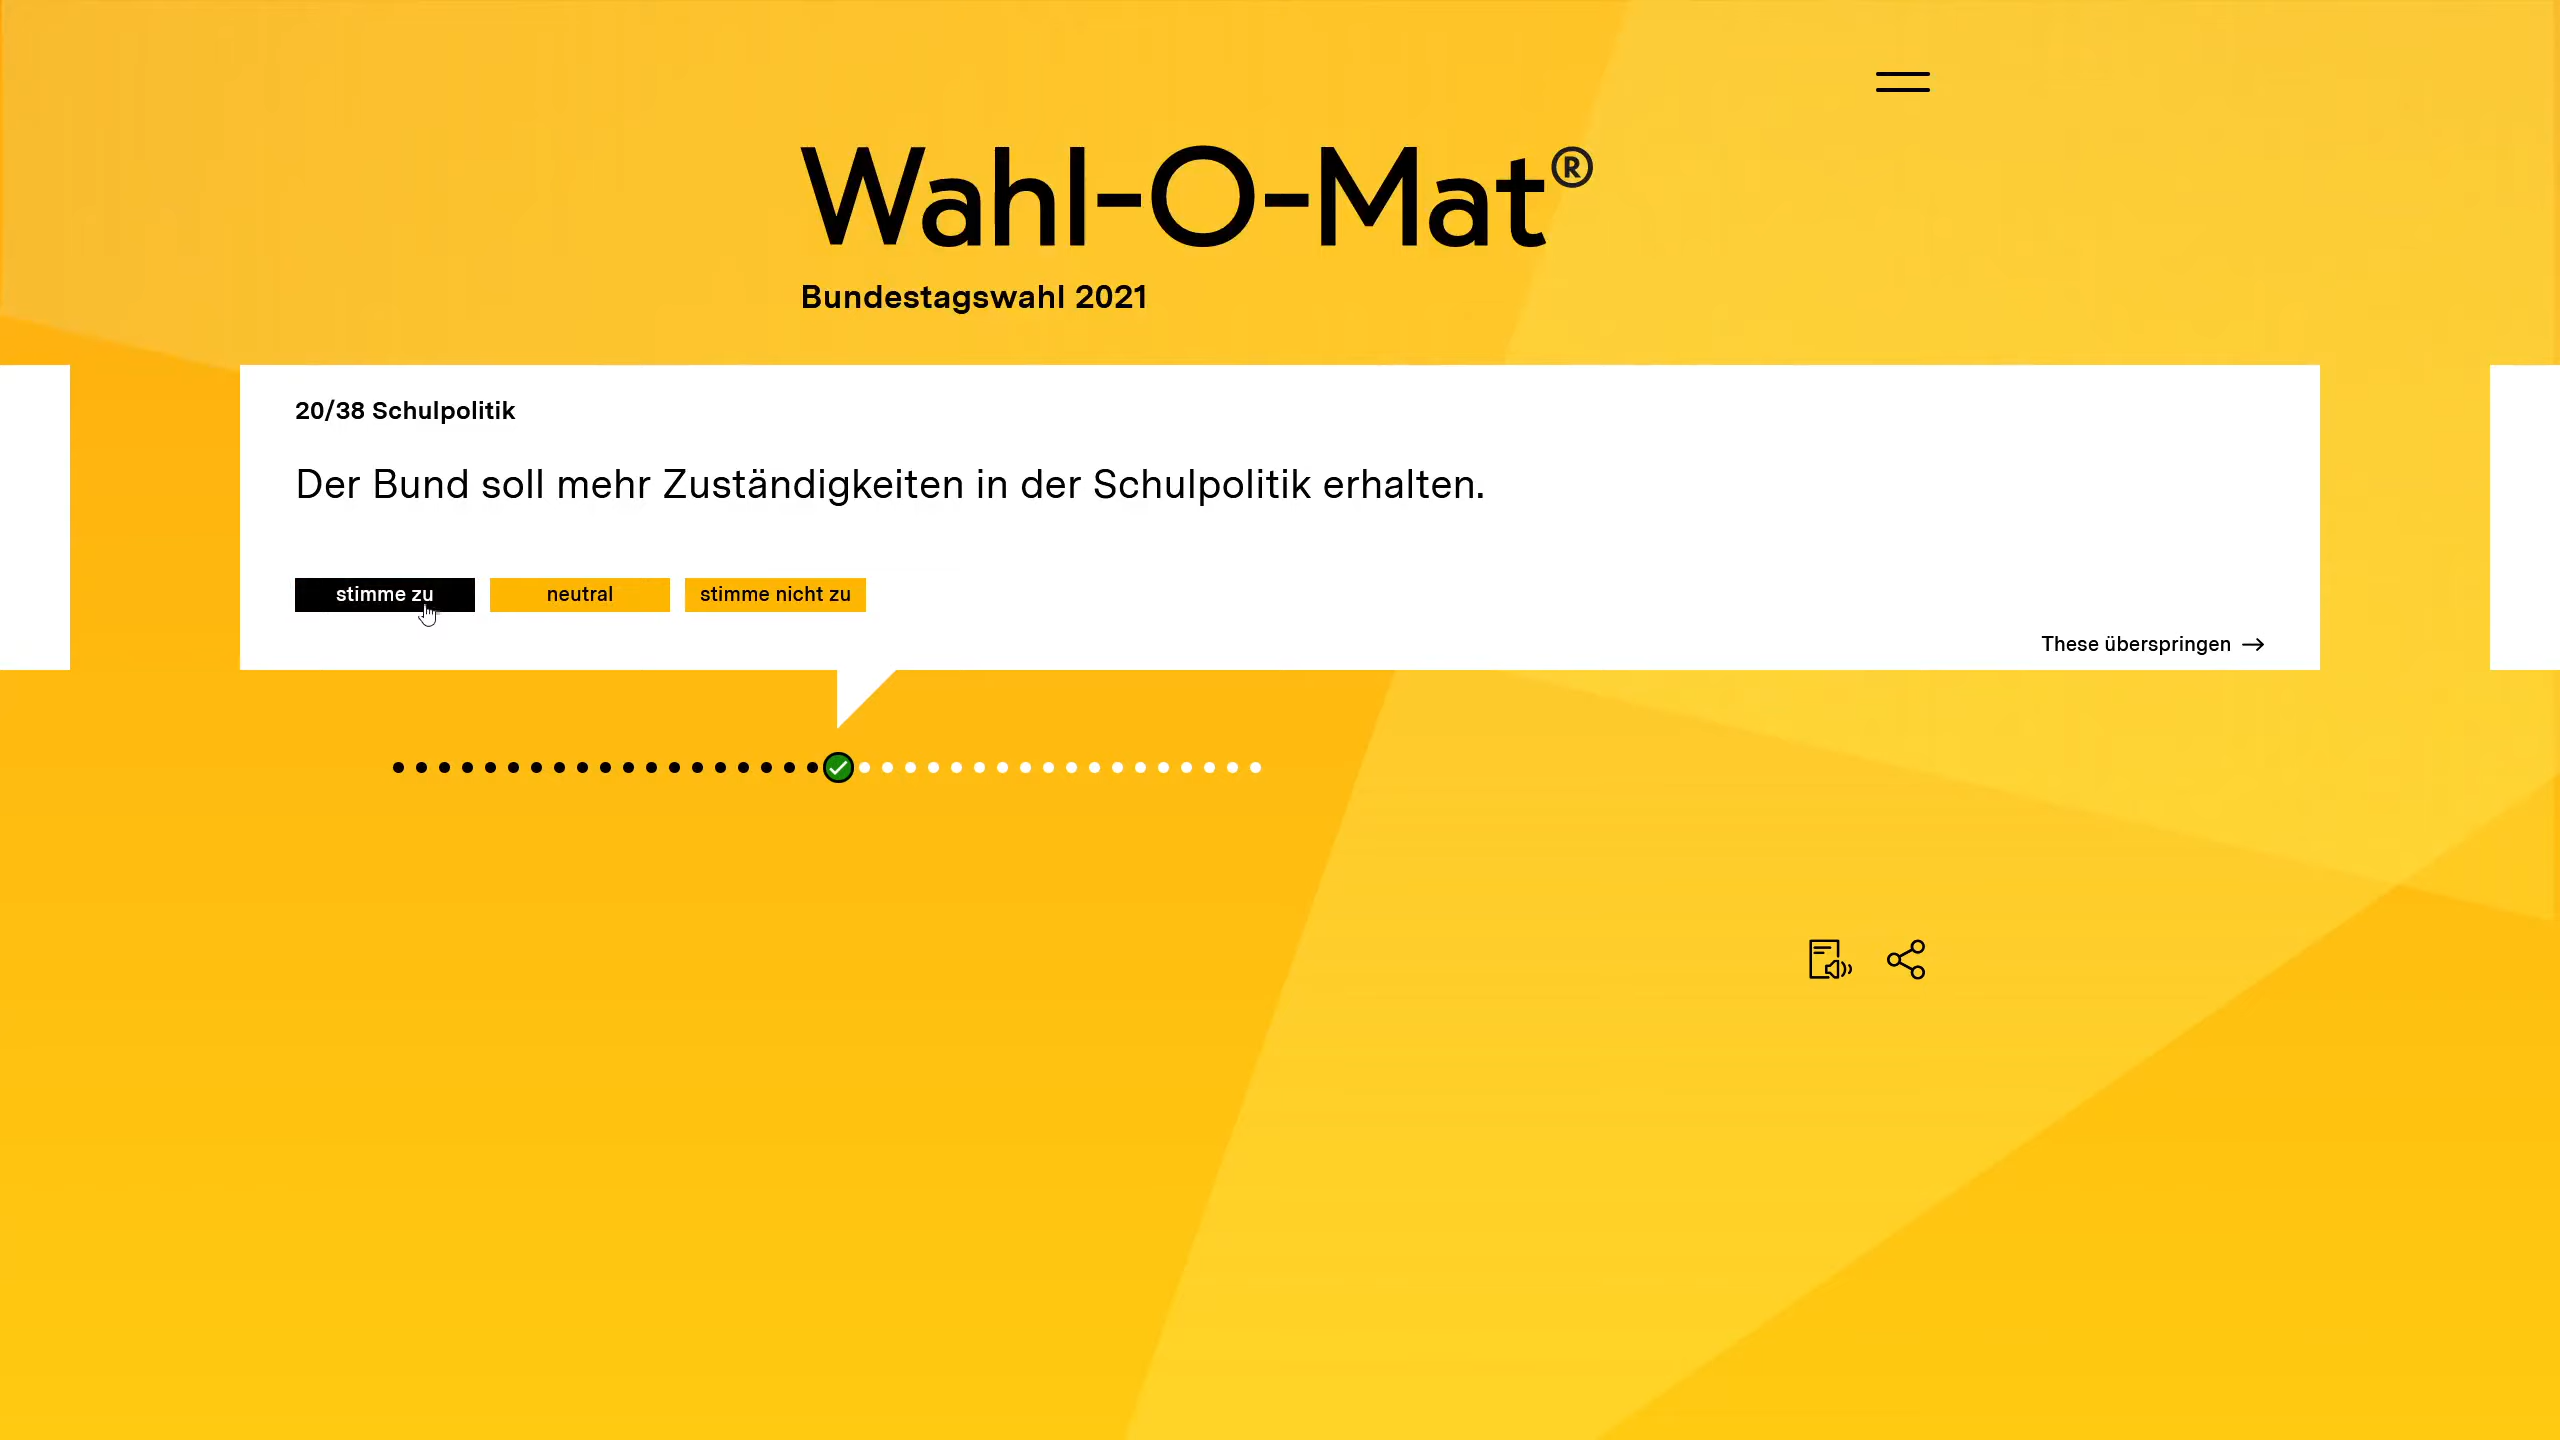 Wahl-O-Mat®
Bundestagswahl 2021
20/38 Schulpolitik
Der Bund soll mehr Zuständigkeiten in der Schulpolitik erhalten.
stimme zu
neutral
stimme nicht zu
These überspringen →